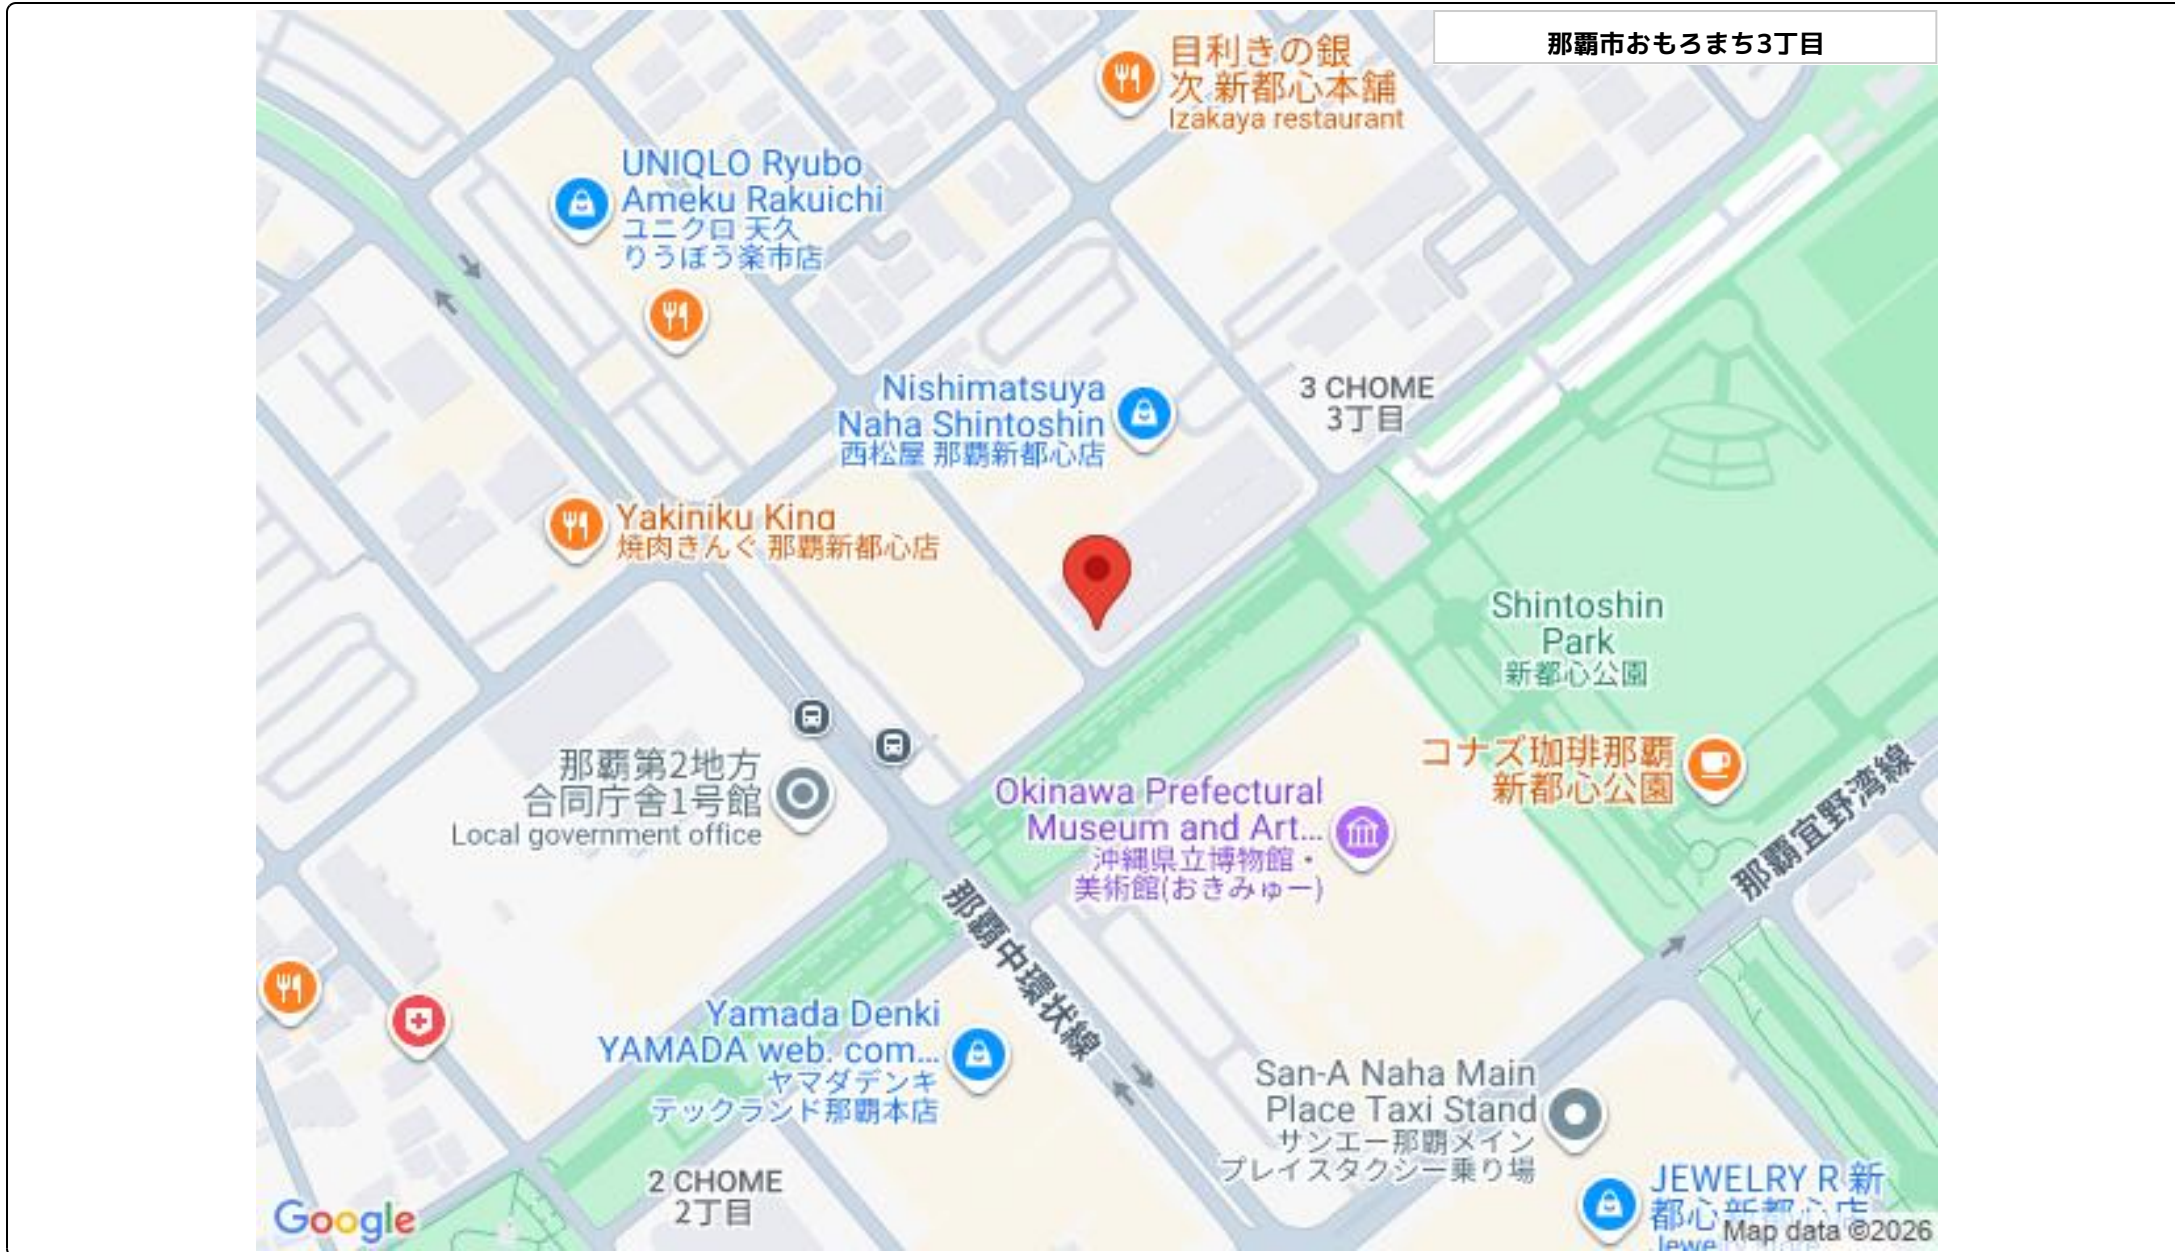 那覇市おもろまち3丁目
目利きの銀
次 新都心本舗
Izakaya restaurant
UNIQLO Ryubo
Ameku Rakuichi
ユニクロ 天久
りうぼう楽市店
Nishimatsuya
Naha Shintoshin
西松屋 那覇新都心店
3 CHOME
3丁目
Yakiniku King
焼肉きんぐ 那覇新都心店
Shintoshin
Park
新都心公園
那覇第2地方
合同庁舎1号館
Local government office
コナズ珈琲那覇
新都心公園
那覇宜野湾線
Okinawa Prefectural
Museum and Art...
沖縄県立博物館・
美術館(おきみゅー)
那覇中環状線
Yamada Denki
YAMADA web. com...
ヤマダデンキ
テックランド那覇本店
San-A Naha Main
Place Taxi Stand
サンエー那覇メイン
プレイスタクシー乗り場
2 CHOME
2丁目
JEWELRY R 新
都心新都心店
Google
Map data ©2026